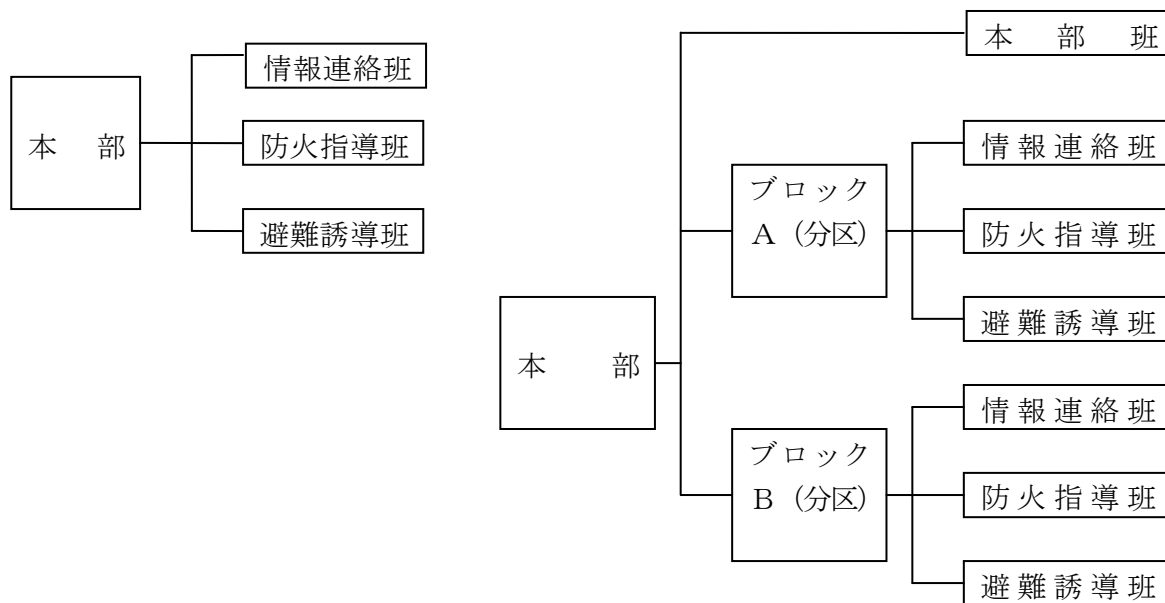 本部
情報連絡班
防火指導班
避難誘導班
本部
本部班
ブロック
A（分区）
情報連絡班
防火指導班
避難誘導班
ブロック
B（分区）
情報連絡班
防火指導班
避難誘導班